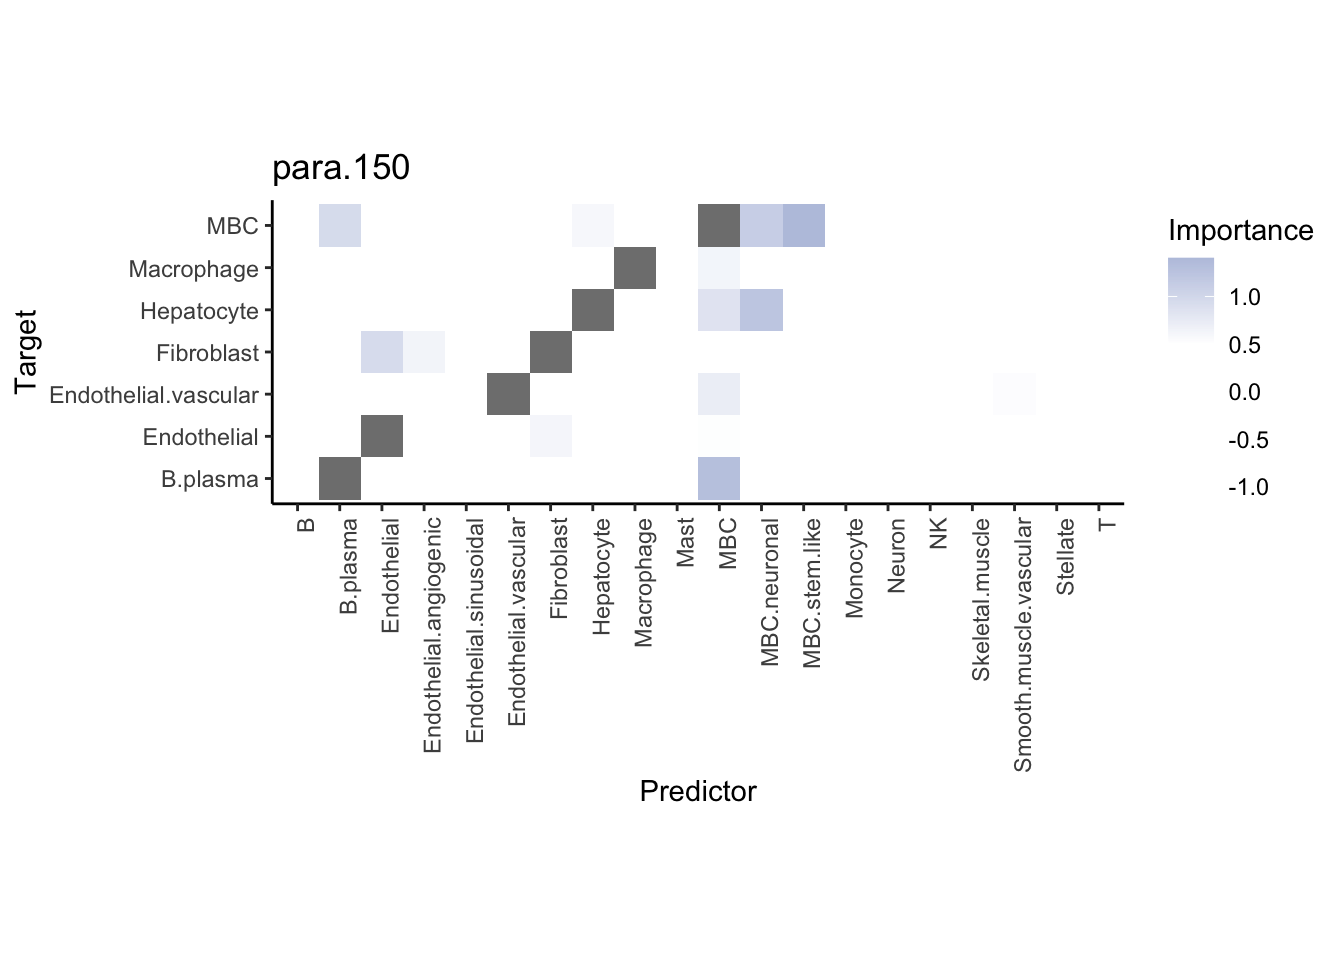 para.150
Target
MBC
Macrophage
Hepatocyte
Fibroblast
Endothelial.vascular
Endothelial
B.plasma
B
B.plasma
Endothelial
Endothelial.angiogenic
Endothelial.sinusoidal
Endothelial.vascular
Fibroblast
Hepatocyte
Macrophage
Mast
MBC
MBC.neuronal
MBC.stem.like
Monocyte
Neuron
NK
Skeletal.muscle
Smooth.muscle.vascular
Stellate
T
Predictor
Importance
1.0
0.5
0.0
-0.5
-1.0